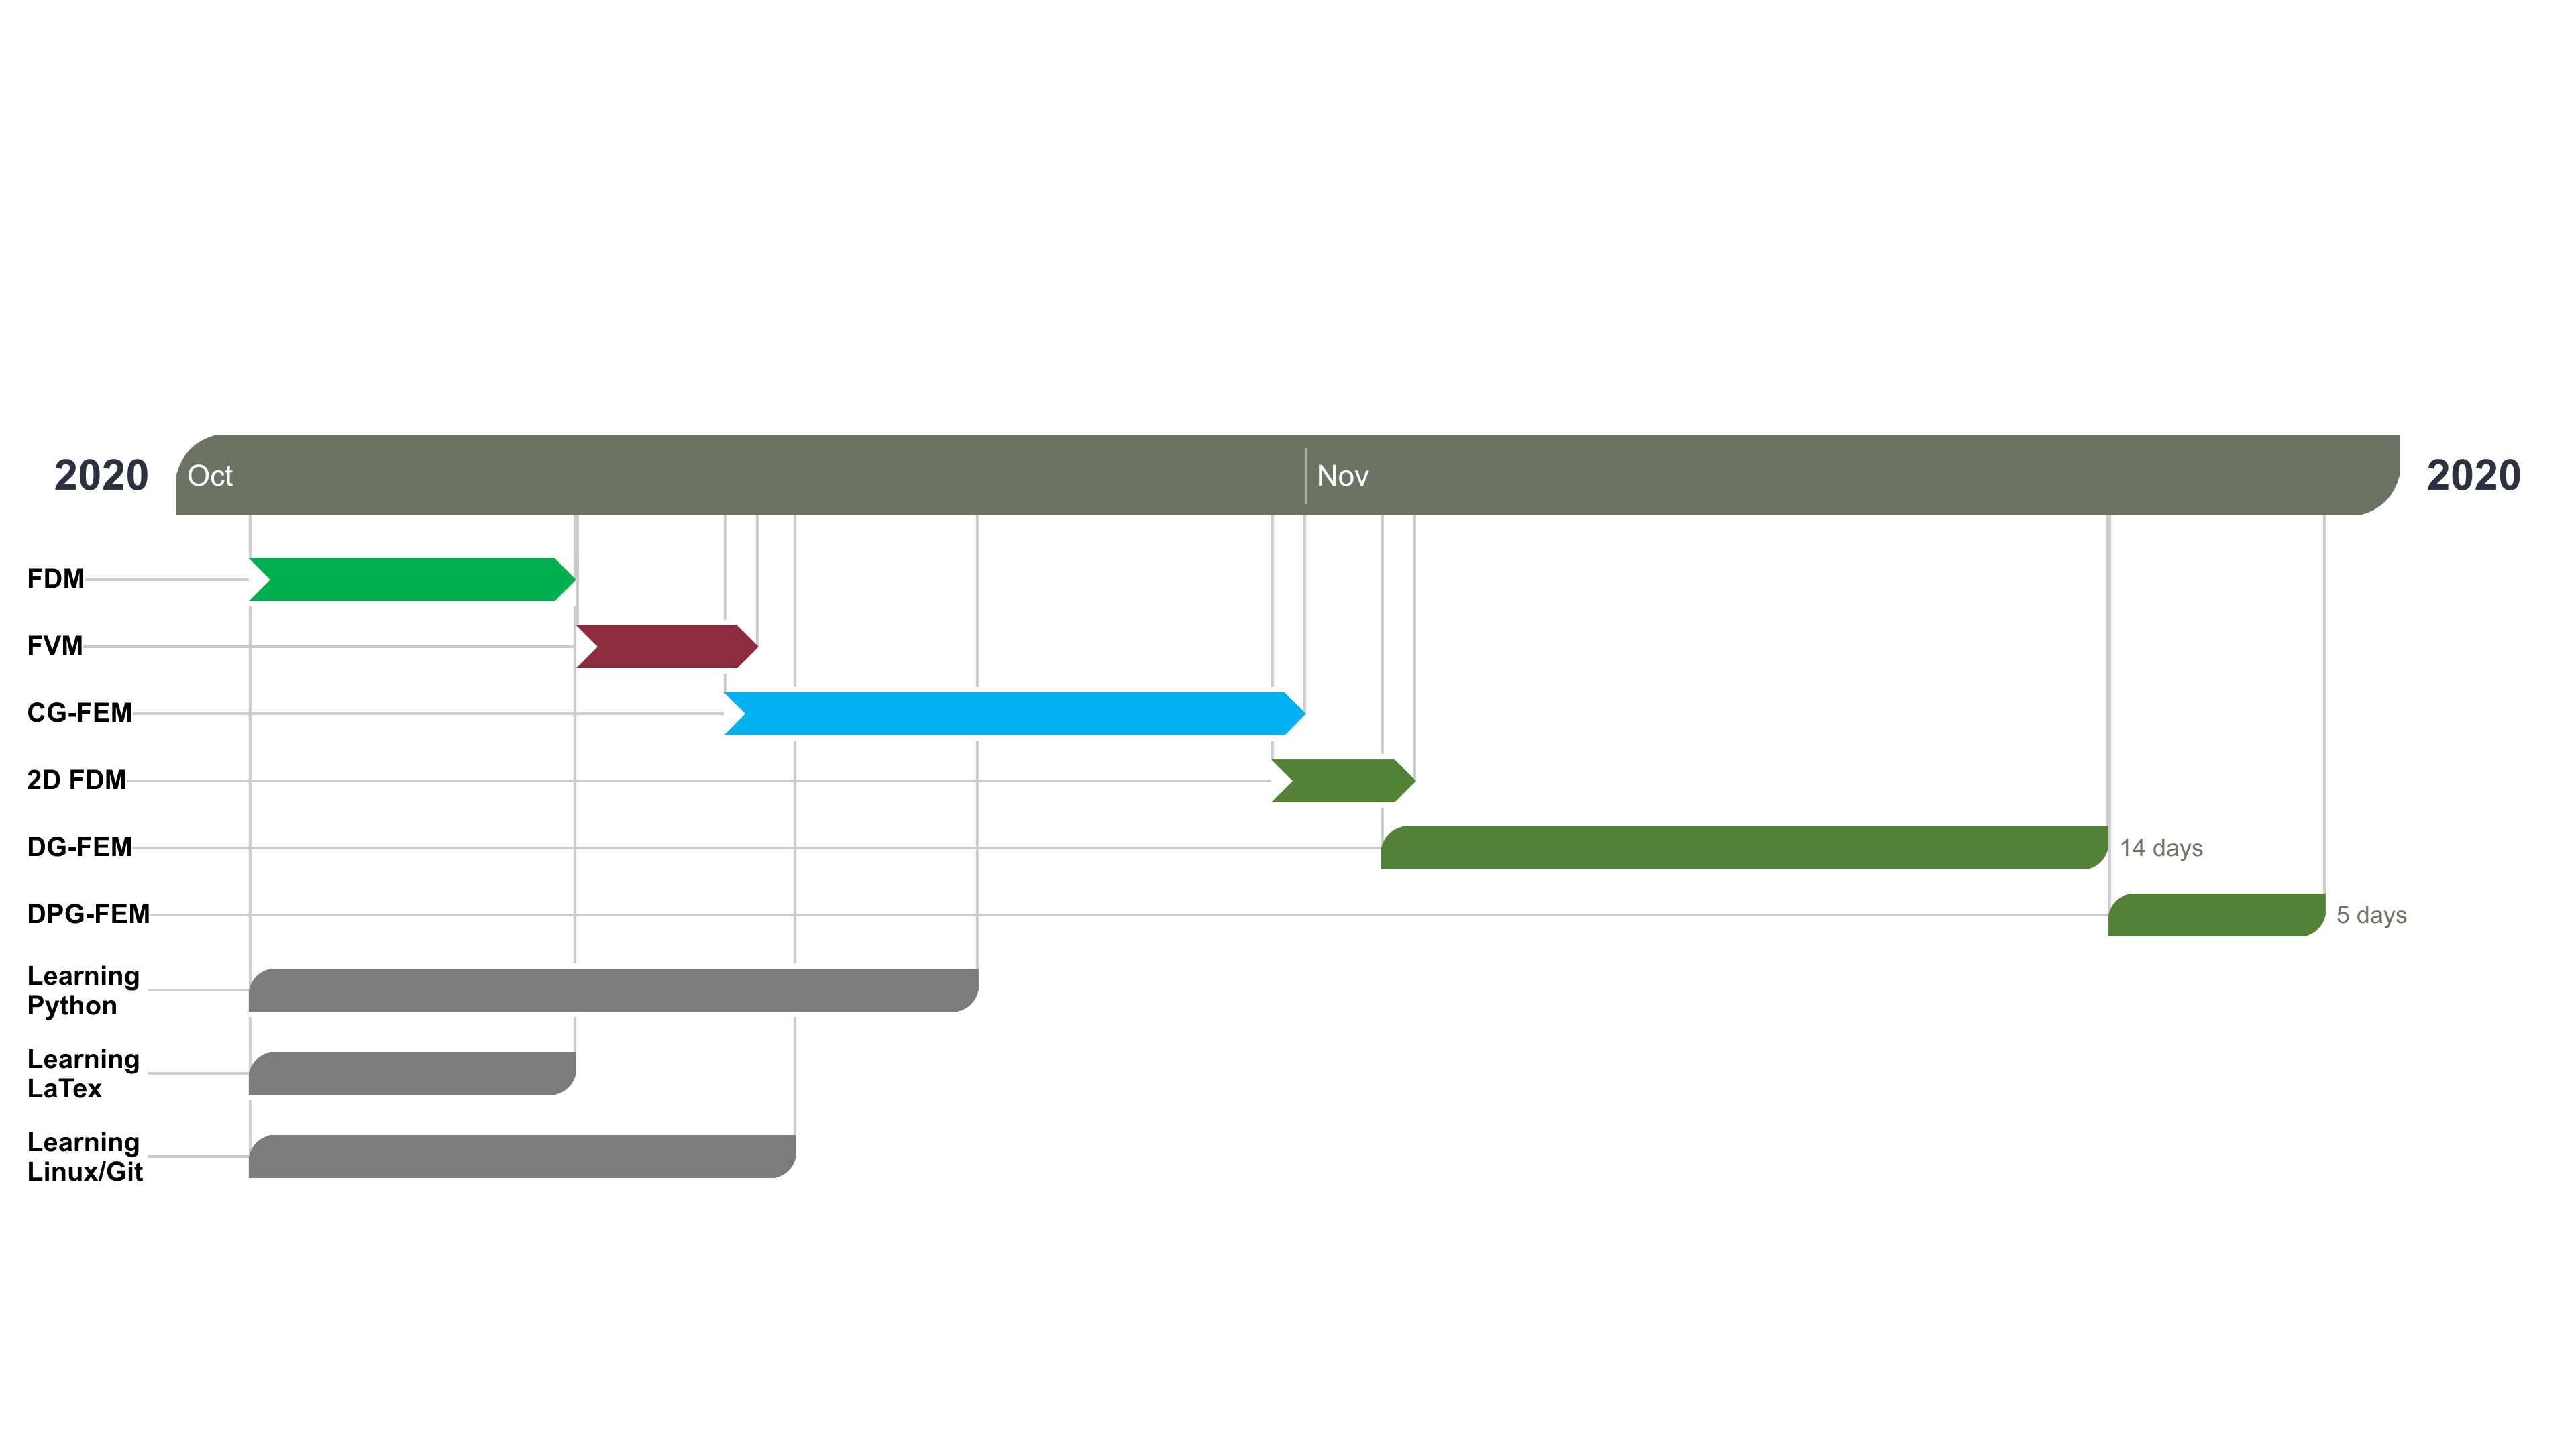 2020
Oct
Nov
2020
FDM
FVM
CG-FEM
2D FDM
DG-FEM
14 days
DPG-FEM
5 days
Learning
Python
Learning
LaTex
Learning
Linux/Git